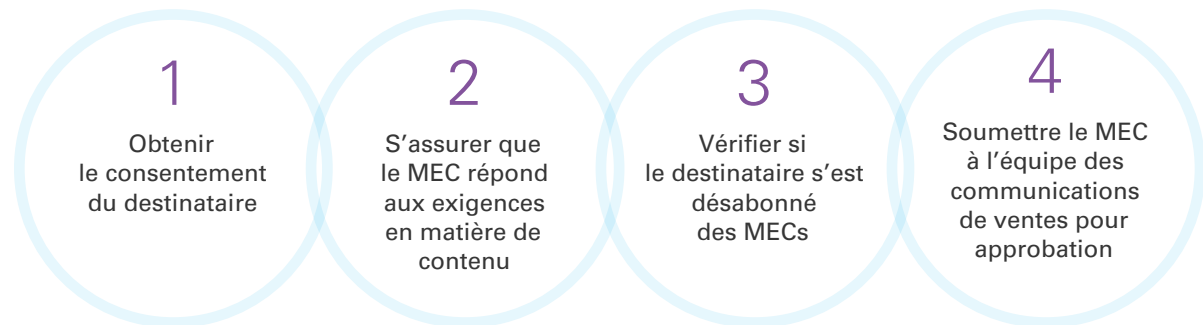 1
Obtenir
le consentement
du destinataire
2
S’assurer que
le MEC répond
aux exigences
en matière de
contenu
3
Vérifier si
le destinataire s’est
désabonné
des MECs
4
Soumettre le MEC
à l’équipe des
communications
de ventes pour
approbation